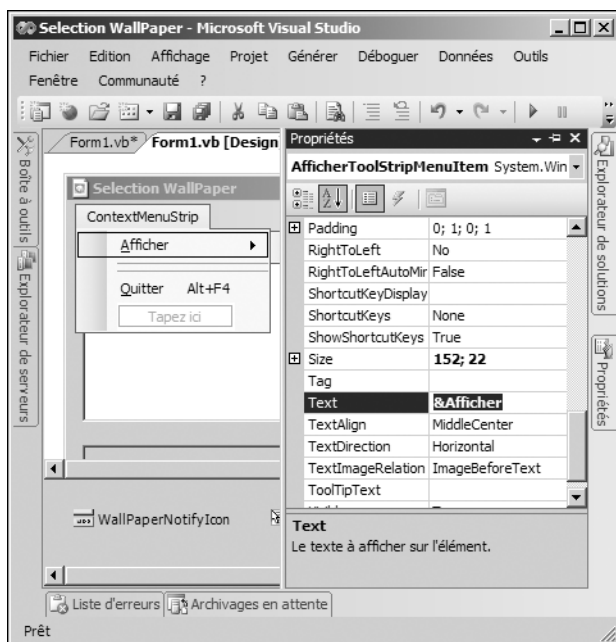 Selection WallPaper - Microsoft Visual Studio
Fichier Edition Affichage Projet Générer Déboguer Données Outils
Fenêtre Communauté ?
Boîte à outils
Explorateur de serveurs
Form1.vb* Form1.vb [Design
Selection WallPaper
ContextMenuStrip
Afficher
Quitter Alt+F4
Tapez ici
WallPaperNotifyIcon
Propriétés
AfficherToolStripMenuItem System.Win
Padding 0; 1; 0; 1
RightToLeft No
RightToLeftAutoMir False
ShortcutKeyDisplay
ShortcutKeys None
ShowShortcutKeys True
Size 152; 22
Tag
Text &Afficher
TextAlign MiddleCenter
TextDirection Horizontal
TextImageRelation ImageBeforeText
ToolTipText
Text
Le texte à afficher sur l'élément.
Explorateur de solutions
Propriétés
Liste d'erreurs Archivages en attente
Prêt